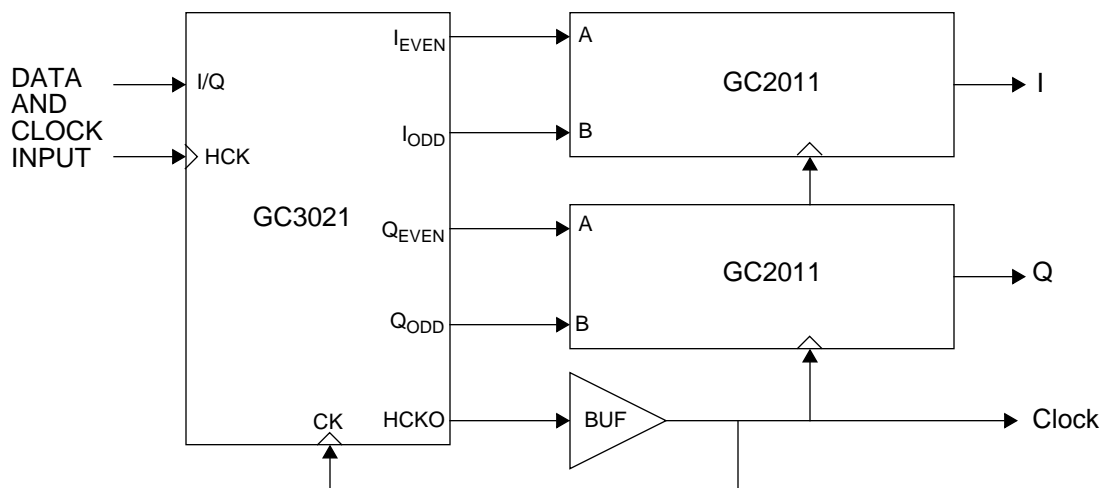 DATA
AND
CLOCK
INPUT
I/Q
HCK
GC3021
CK
I_EVEN
I_ODD
Q_EVEN
Q_ODD
HCKO
A
B
GC2011
I
A
B
GC2011
Q
BUF
Clock